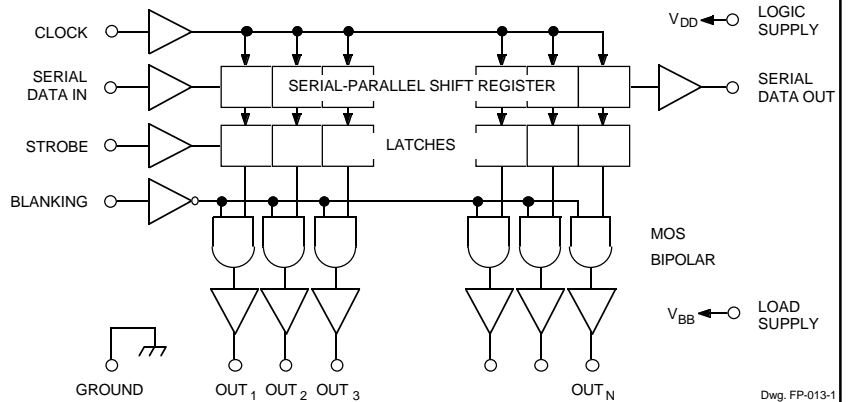 CLOCK
V_DD
LOGIC
SUPPLY
SERIAL
DATA IN
SERIAL-PARALLEL SHIFT REGISTER
SERIAL
DATA OUT
STROBE
LATCHES
BLANKING
MOS
BIPOLAR
V_BB
LOAD
SUPPLY
GROUND
OUT_1 OUT_2 OUT_3
OUT_N
Dwg. FP-013-1